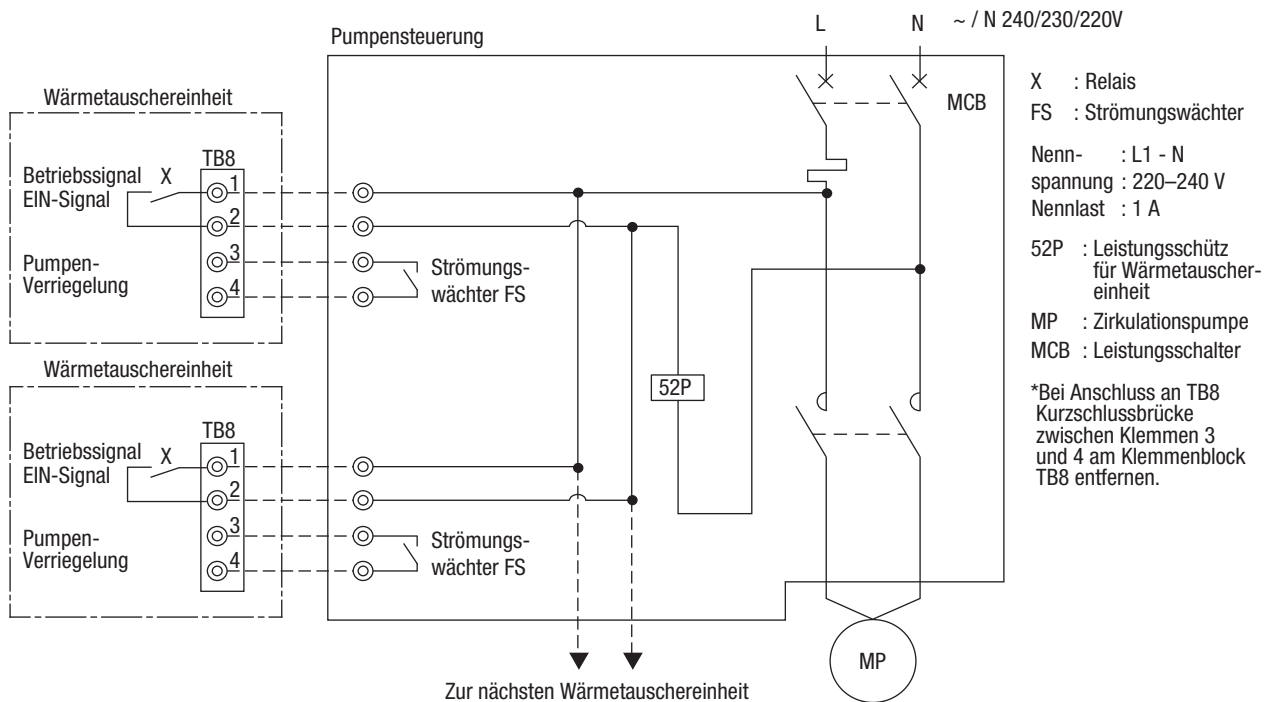 L N ~ / N 240/230/220V
Pumpensteuerung
MCB
Wärmetauschereinheit
Betriebssignal
EIN-Signal
X
TB8
1
2
3
4
Pumpen-
Verriegelung
Strömungs-
wächter FS
52P
Wärmetauschereinheit
Betriebssignal
EIN-Signal
X
TB8
1
2
3
4
Pumpen-
Verriegelung
Strömungs-
wächter FS
MP
Zur nächsten Wärmetauschereinheit
X : Relais
FS : Strömungswächter
Nenn- : L1 - N
spannung : 220–240 V
Nennlast : 1 A
52P : Leistungsschütz
für Wärmetauscher-
einheit
MP : Zirkulationspumpe
MCB : Leistungsschalter
*Bei Anschluss an TB8
Kurzschlussbrücke
zwischen Klemmen 3
und 4 am Klemmenblock
TB8 entfernen.